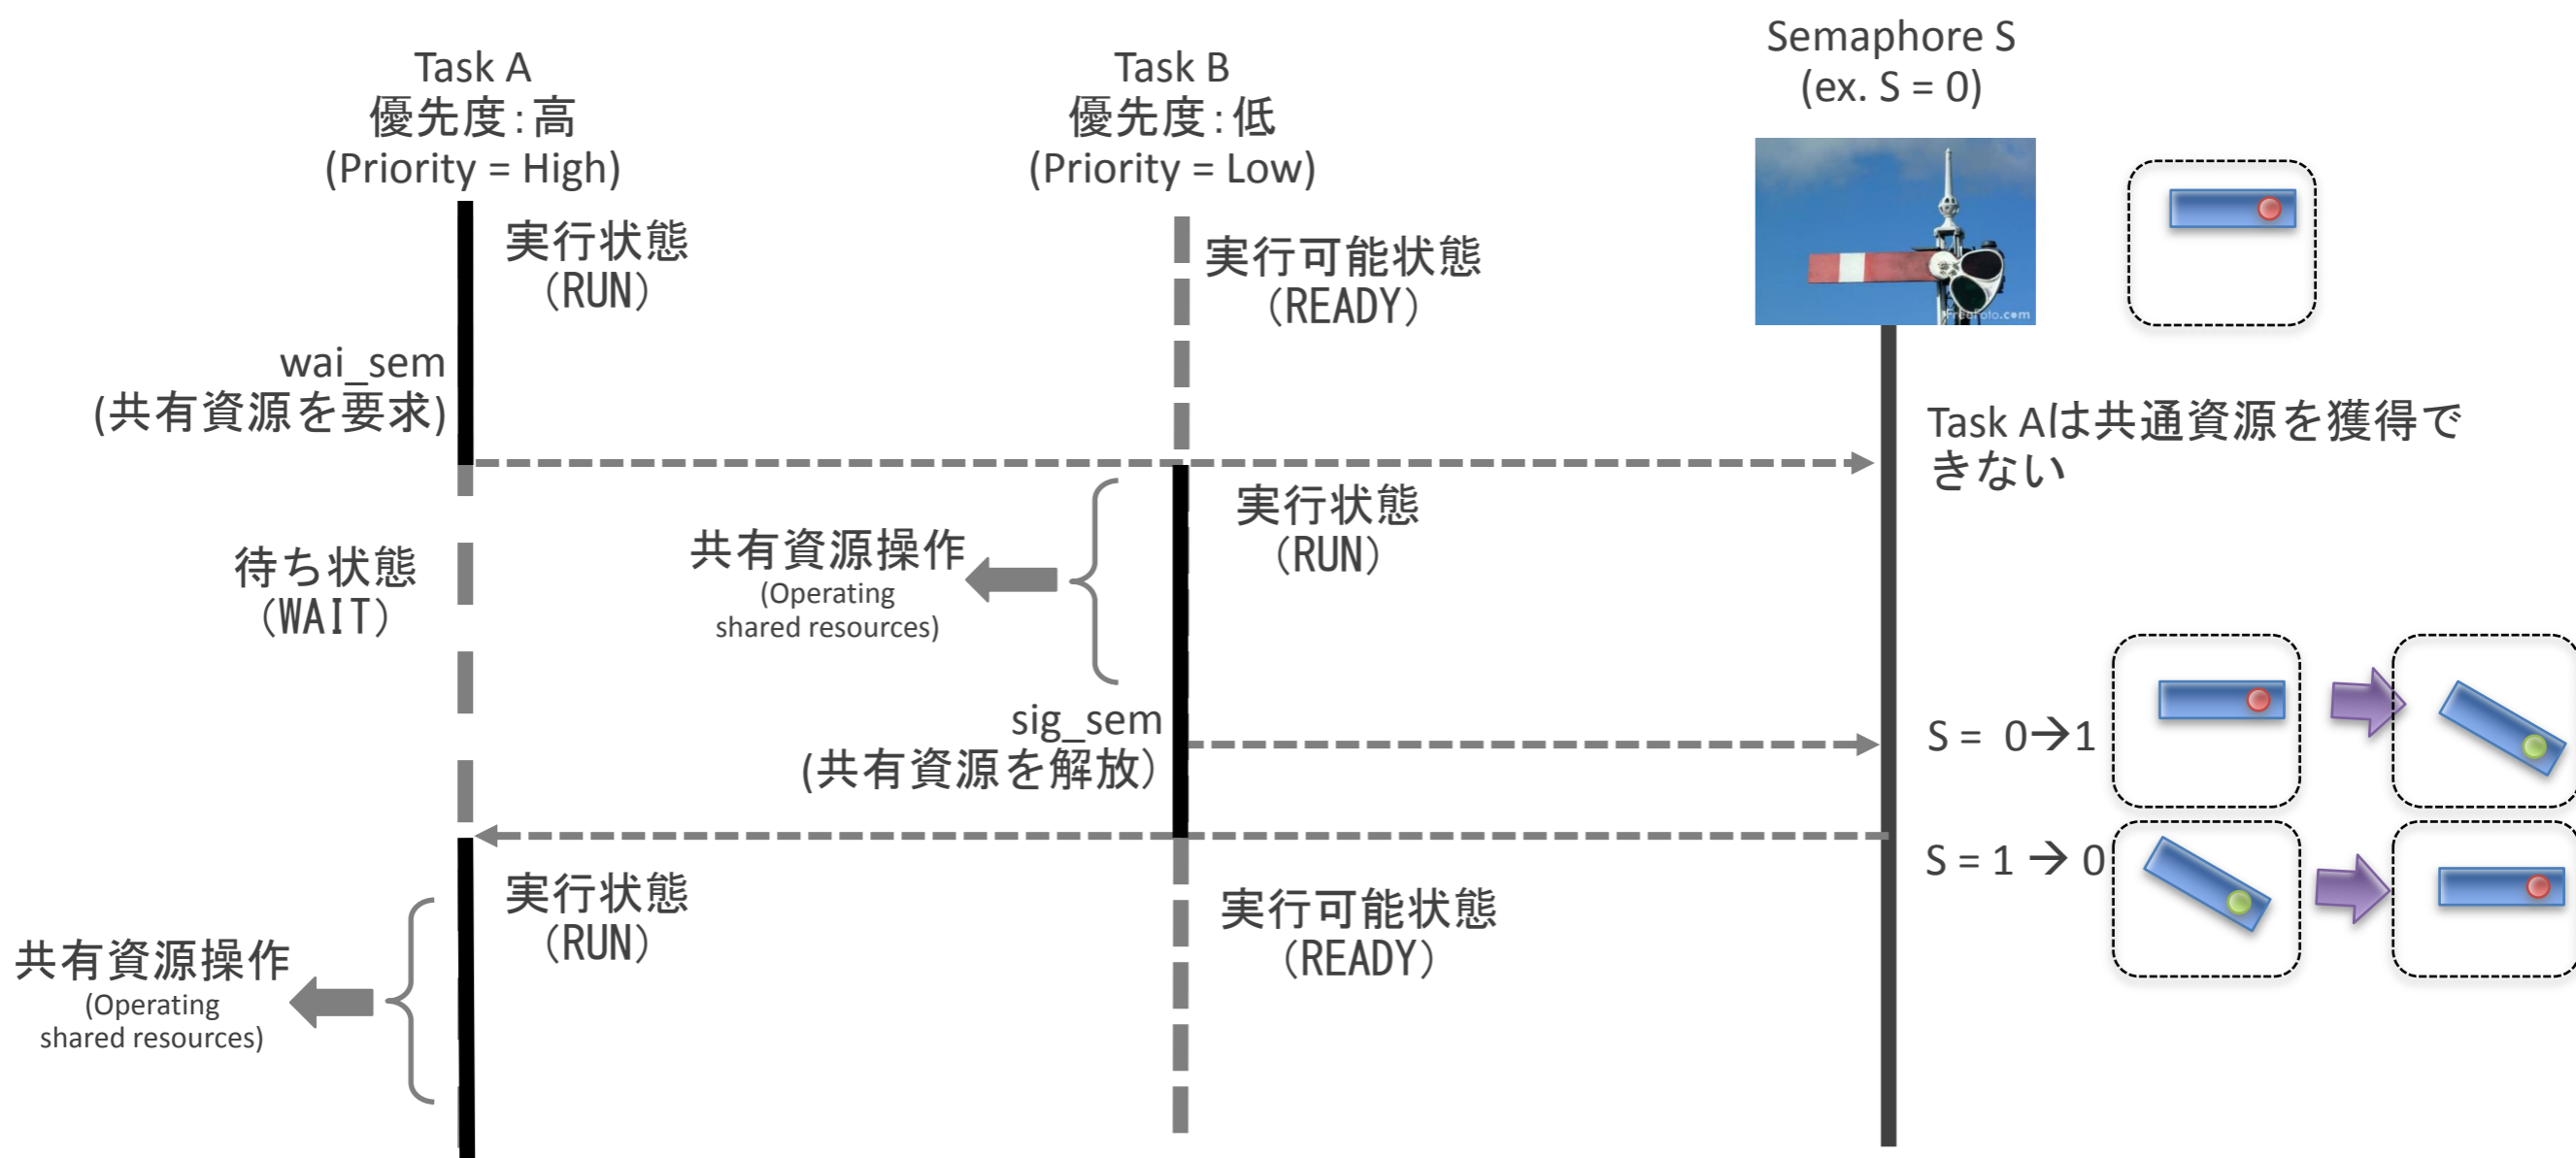 Task A
優先度:高
(Priority = High)
Task B
優先度:低
(Priority = Low)
Semaphore S
(ex. S = 0)
実行状態
(RUN)
実行可能状態
(READY)
FreeFoto.com
wai_sem
(共有資源を要求)
Task Aは共通資源を獲得で
きない
実行状態
(RUN)
共有資源操作
(Operating
shared resources)
待ち状態
(WAIT)
sig_sem
(共有資源を解放)
S = 0→1
S = 1 → 0
実行状態
(RUN)
実行可能状態
(READY)
共有資源操作
(Operating
shared resources)